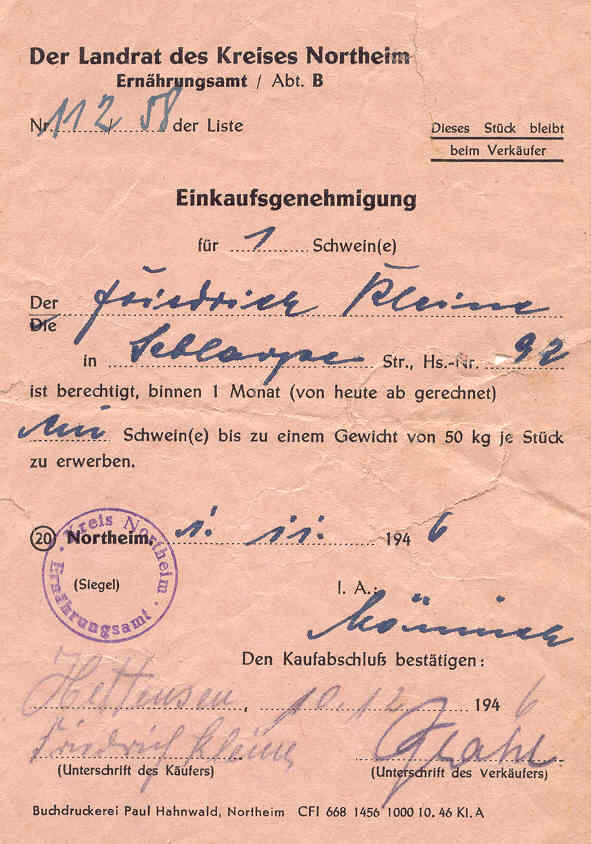 Der Landrat des Kreises Northeim
Ernährungsamt / Abt. B
Nr. 112 58 der Liste
Dieses Stück bleibt
beim Verkäufer
Einkaufsgenehmigung
für 1 Schwein(e)
Der Friedrich Kleine
Die
in Schlarpe Str., Hs.-Nr. 92
ist berechtigt, binnen 1 Monat (von heute ab gerechnet)
ein Schwein(e) bis zu einem Gewicht von 50 kg je Stück
zu erwerben.
(20) Northeim, 1. 11. 1946
Kreis Northeim
Ernährungsamt
(Siegel)
I. A.:
Den Kaufabschluß bestätigen:
Hettensen, 10.12 1946
Friedrich Kleine
(Unterschrift des Käufers)
(Unterschrift des Verkäufers)
Buchdruckerei Paul Hahnwald, Northeim CFI 668 1456 1000 10. 46 Kl. A